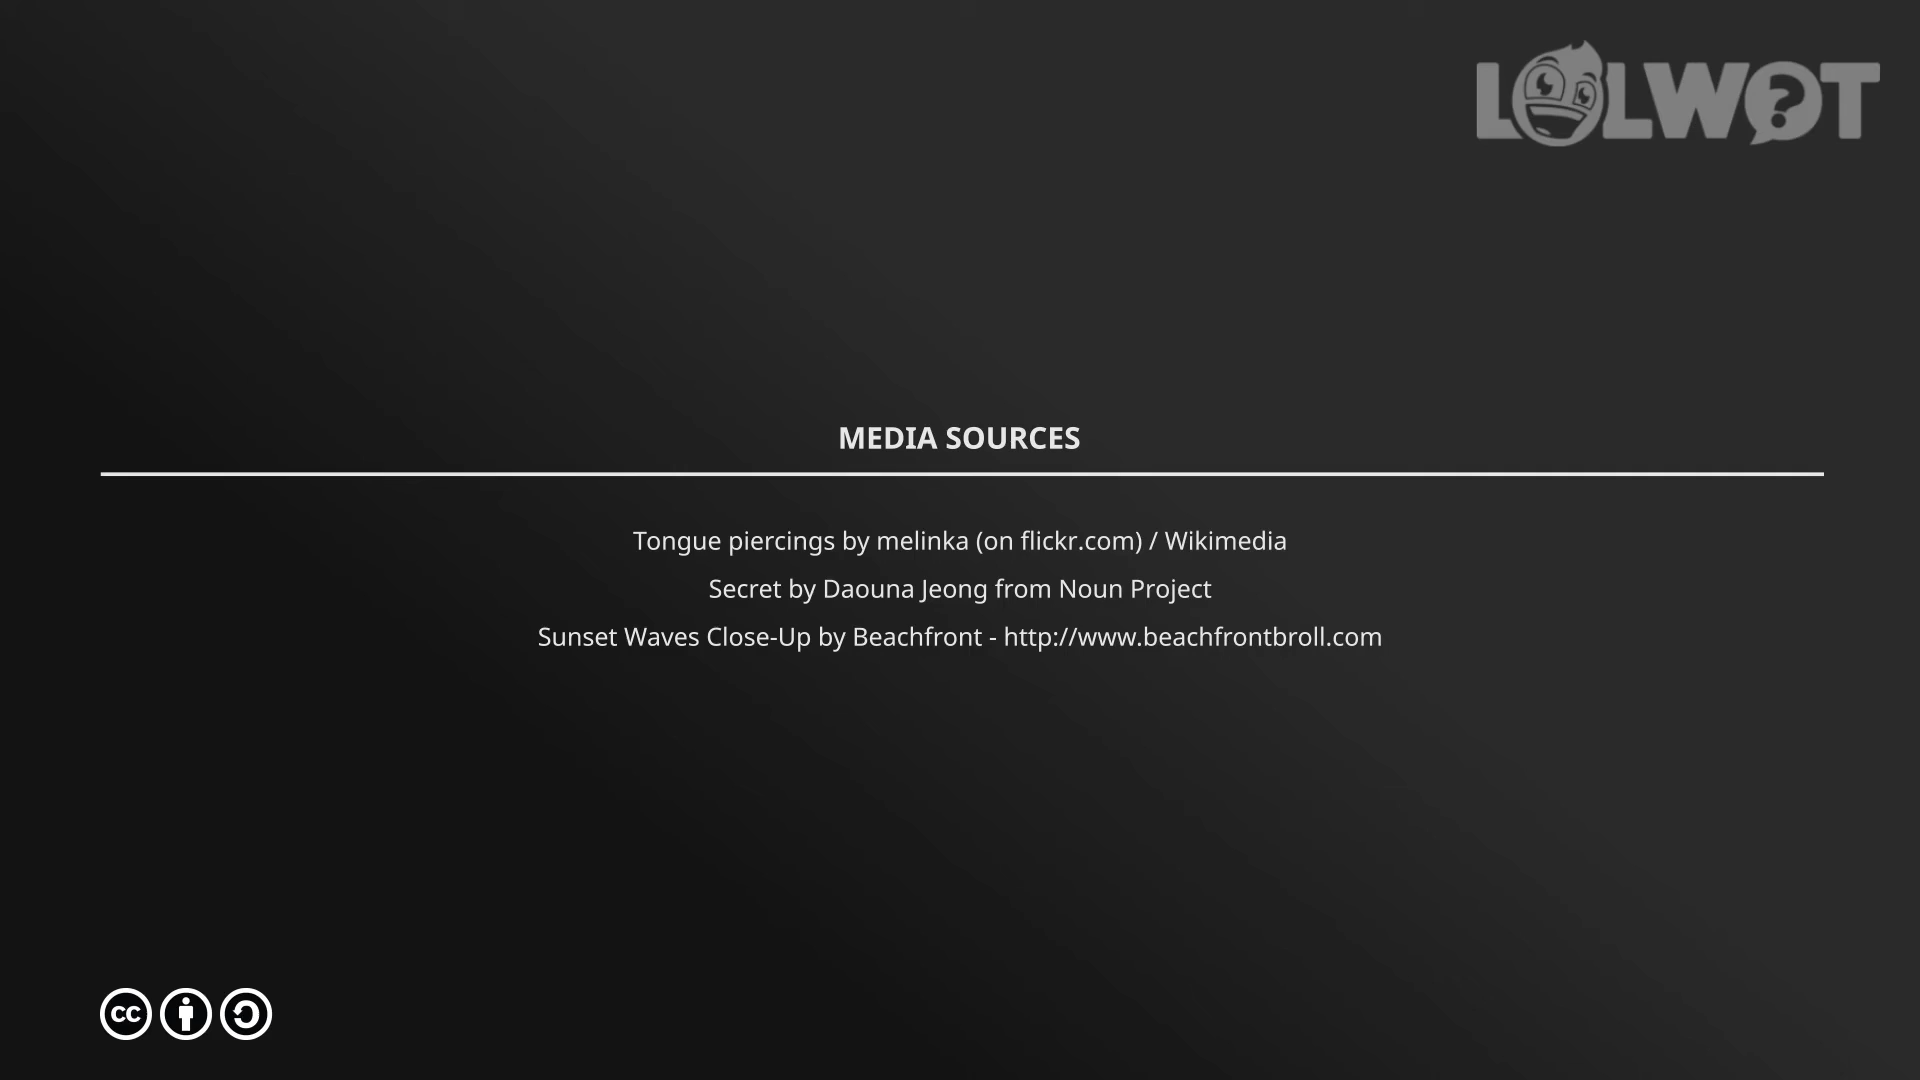 LOLWOT
MEDIA SOURCES
Tongue piercings by melinka (on flickr.com) / Wikimedia
Secret by Daouna Jeong from Noun Project
Sunset Waves Close-Up by Beachfront - http://www.beachfrontbroll.com
cc